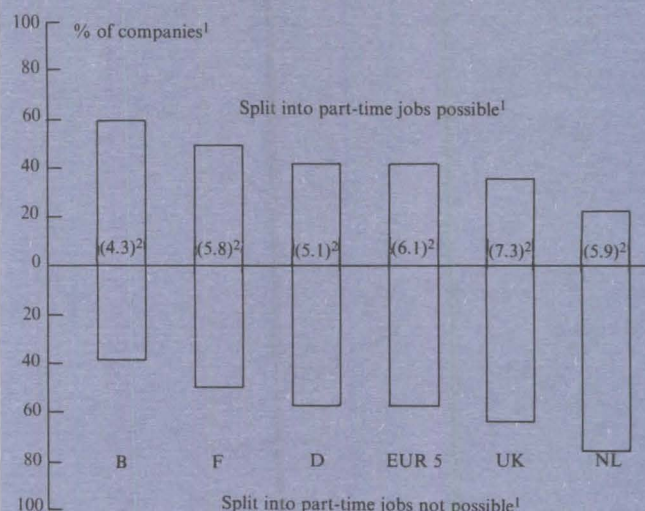 100
% of companies¹
80
60
Split into part-time jobs possible¹
40
20
(4.3)² (5.8)² (5.1)² (6.1)² (7.3)² (5.9)²
0
20
40
60
B F D EUR 5 UK NL
80
Split into part-time jobs not possible¹
100